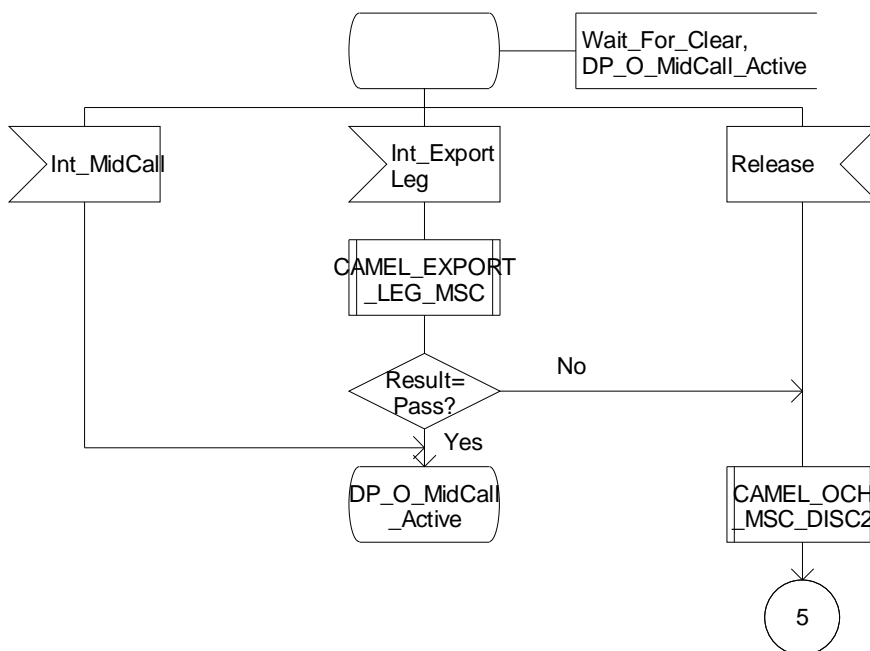 Wait_For_Clear,
DP_O_MidCall_Active
Int_MidCall
Int_Export
Leg
Release
CAMEL_EXPORT
_LEG_MSC
Result=
Pass?
No
Yes
DP_O_MidCall
_Active
CAMEL_OCH
_MSC_DISC2
5